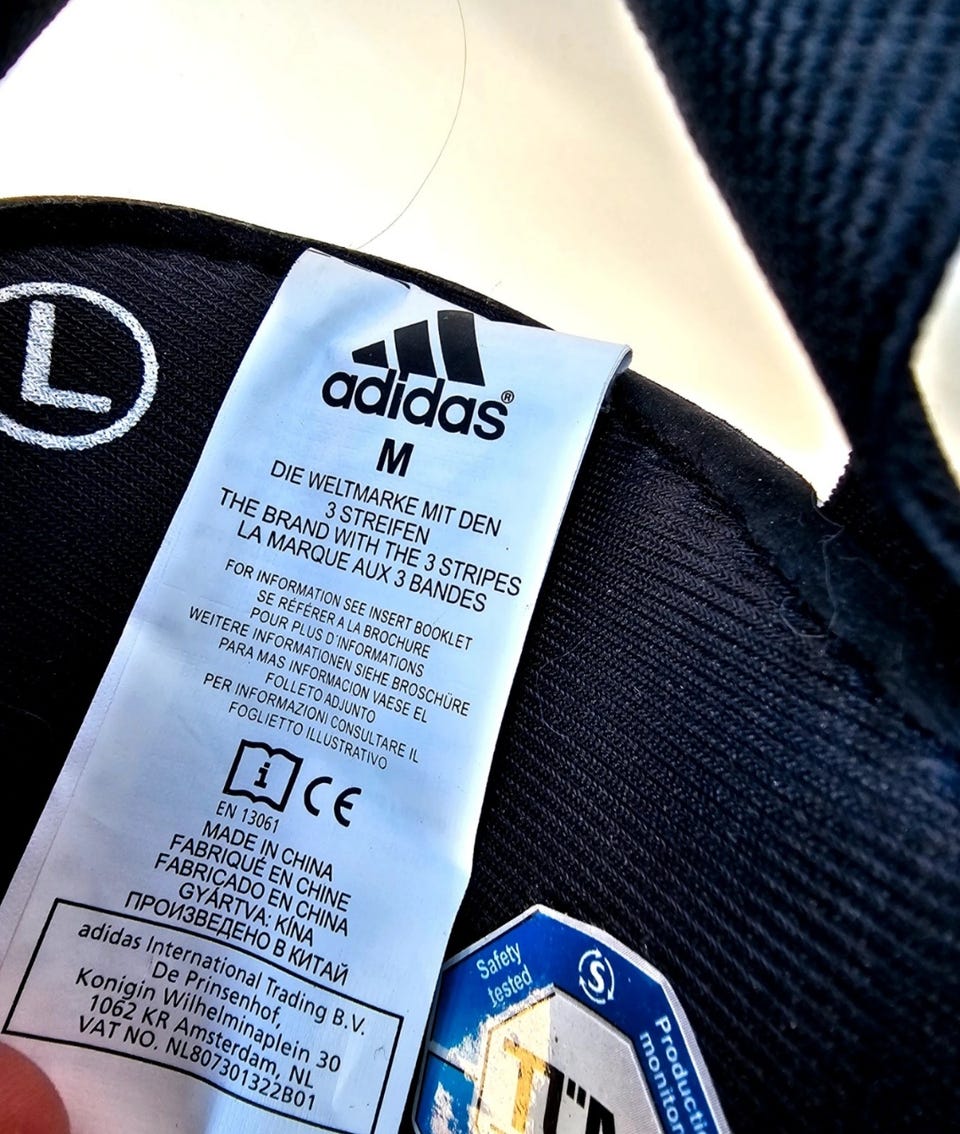 L
adidas®
M
DIE WELTMARKE MIT DEN
3 STREIFEN
THE BRAND WITH THE 3 STRIPES
LA MARQUE AUX 3 BANDES
FOR INFORMATION SEE INSERT BOOKLET
SE RÉFÉRER A LA BROCHURE
POUR PLUS D'INFORMATIONS
WEITERE INFORMATIONEN SIEHE BROSCHÜRE
PARA MAS INFORMACION VAESE EL
FOLLETO ADJUNTO
PER INFORMAZIONI CONSULTARE IL
FOGLIETTO ILLUSTRATIVO
i CE
EN 13061
MADE IN CHINA
FABRIQUÉ EN CHINE
FABRICADO EN CHINA
GYÁRTVA: KÍNA
ПРОИЗВЕДЕНО В КИТАЙ
adidas International Trading B.V.
De Prinsenhof,
Konigin Wilhelminaplein 30
1062 KR Amsterdam, NL
VAT NO. NL807301322B01
Safety
tested
S
monitor